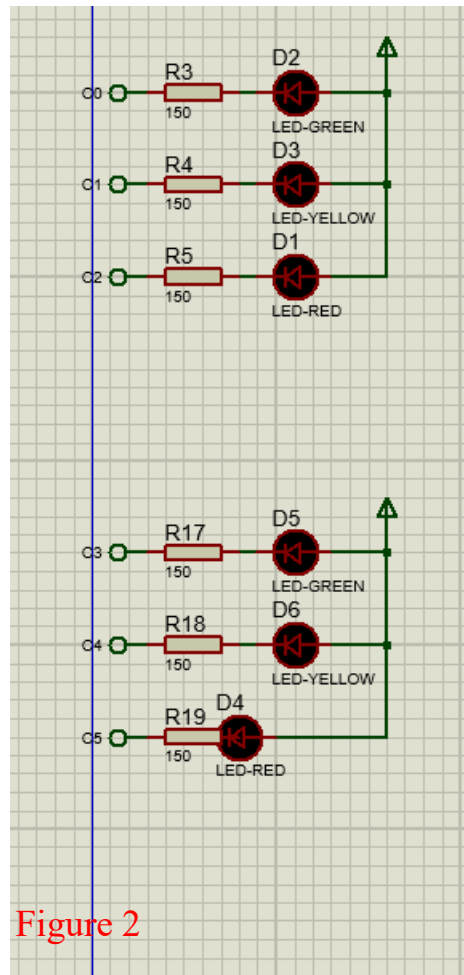 D2
R3
C0
150
LED-GREEN
D3
R4
C1
150
LED-YELLOW
D1
R5
C2
150
LED-RED
D5
R17
C3
150
LED-GREEN
D6
R18
C4
150
LED-YELLOW
D4
R19
C5
150
LED-RED
Figure 2